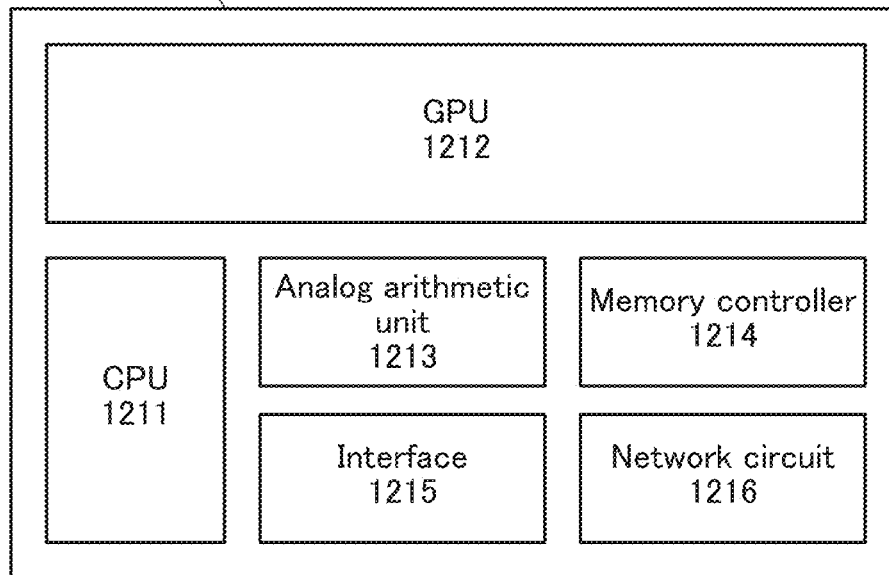 GPU
1212
CPU
1211
Analog arithmetic
unit
1213
Memory controller
1214
Interface
1215
Network circuit
1216